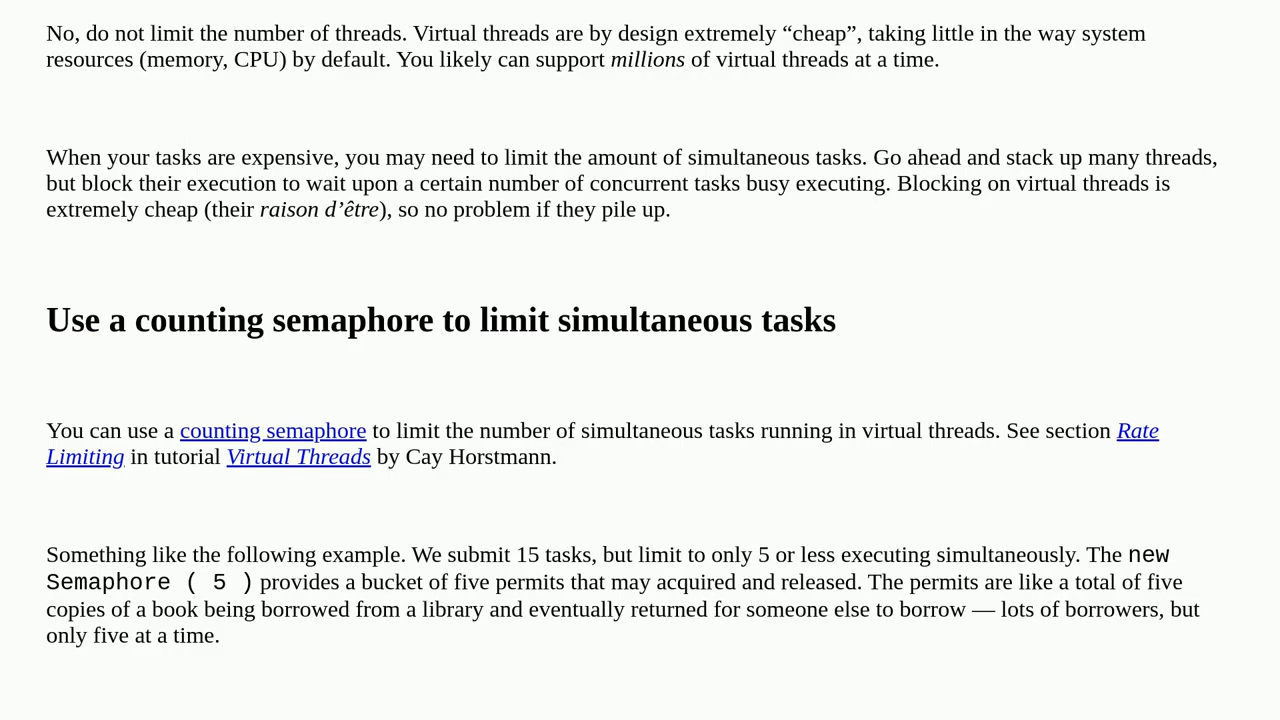 No, do not limit the number of threads. Virtual threads are by design extremely “cheap”, taking little in the way system
resources (memory, CPU) by default. You likely can support millions of virtual threads at a time.
When your tasks are expensive, you may need to limit the amount of simultaneous tasks. Go ahead and stack up many threads,
but block their execution to wait upon a certain number of concurrent tasks busy executing. Blocking on virtual threads is
extremely cheap (their raison d’être), so no problem if they pile up.
Use a counting semaphore to limit simultaneous tasks
You can use a counting semaphore to limit the number of simultaneous tasks running in virtual threads. See section Rate
Limiting in tutorial Virtual Threads by Cay Horstmann.
Something like the following example. We submit 15 tasks, but limit to only 5 or less executing simultaneously. The new
Semaphore ( 5 ) provides a bucket of five permits that may acquired and released. The permits are like a total of five
copies of a book being borrowed from a library and eventually returned for someone else to borrow — lots of borrowers, but
only five at a time.